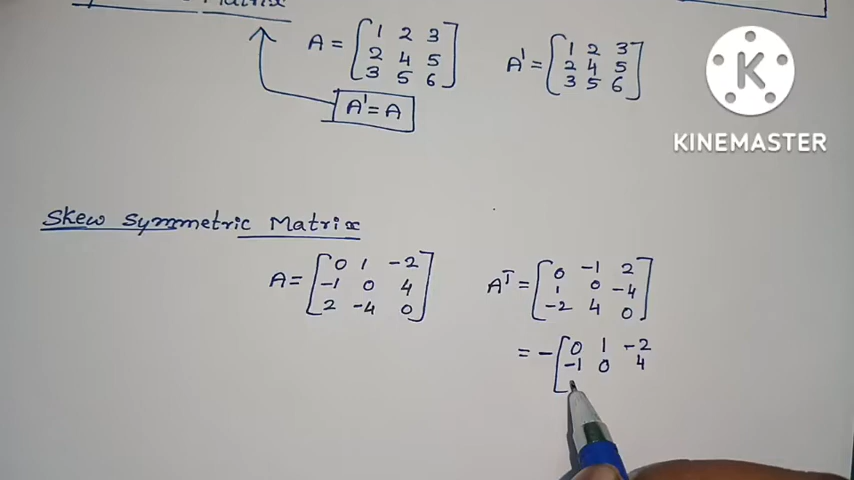 Matrix
A = [1 2 3
2 4 5
3 5 6]
A' = [1 2 3
2 4 5
3 5 6]
A' = A
KINEMASTER
Skew Symmetric Matrix
A = [0 1 -2
-1 0 4
2 -4 0]
Aᵀ = [0 -1 2
1 0 -4
-2 4 0]
= - [0 1 -2
-1 0 4